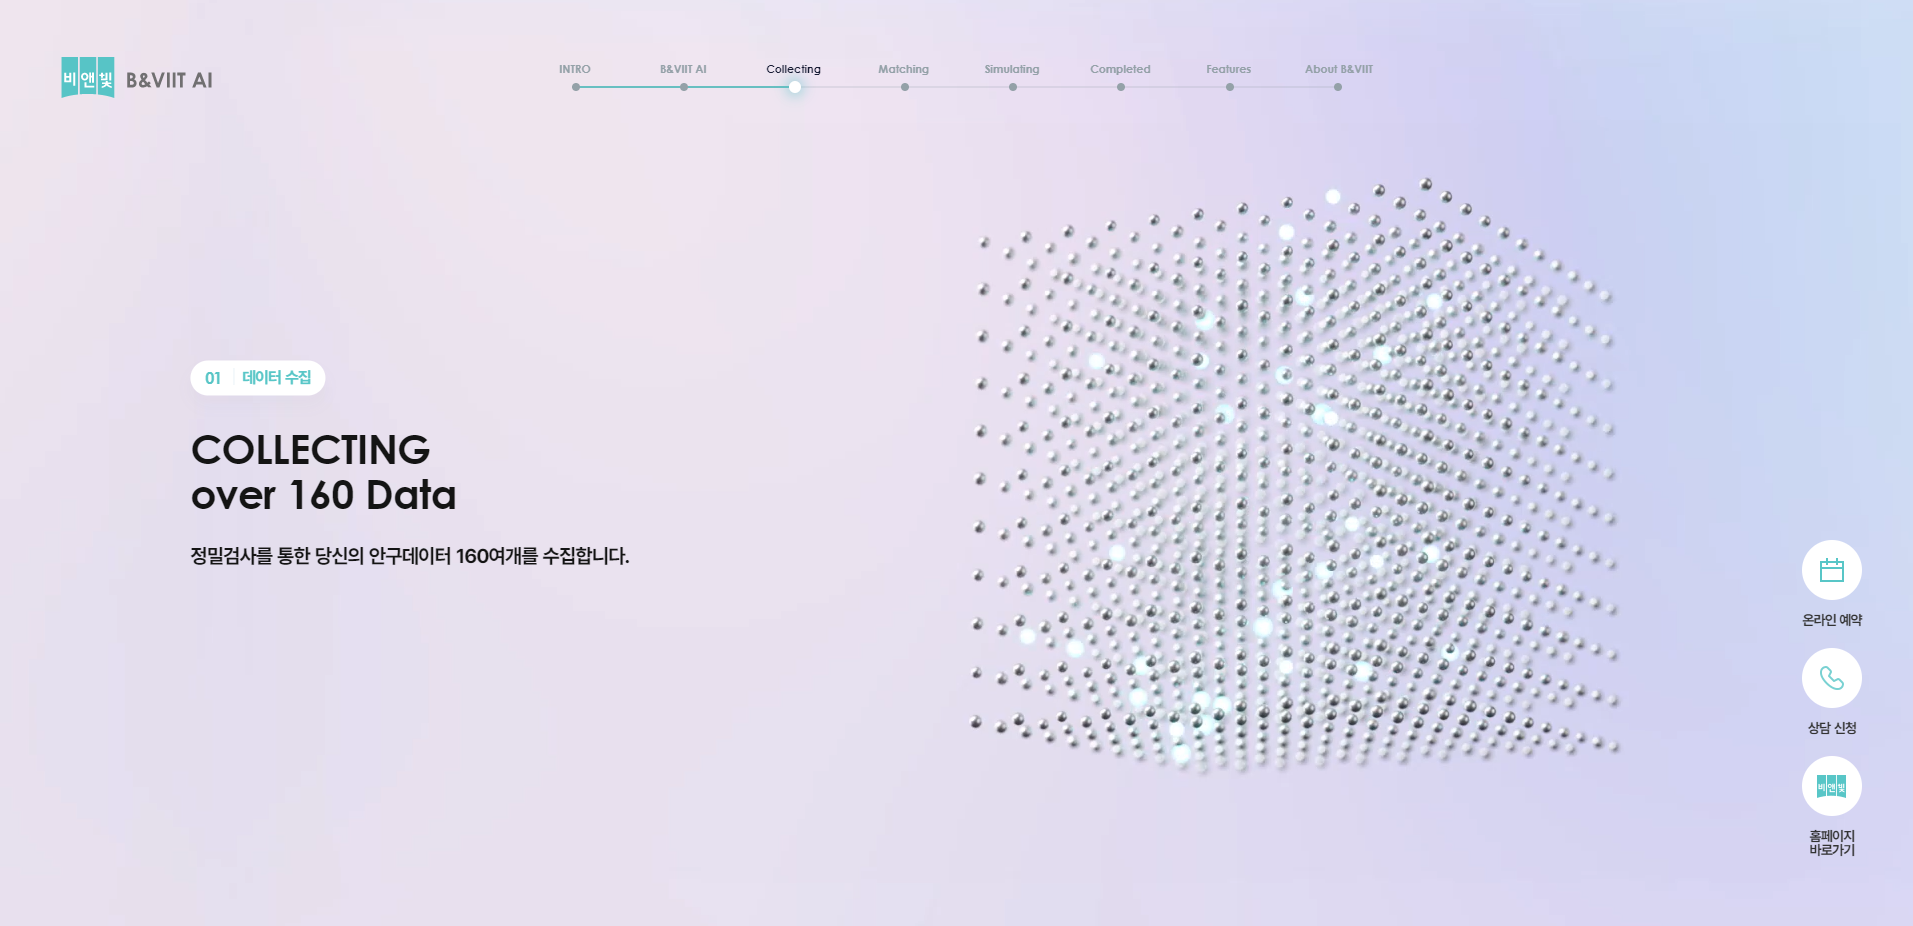 비앤빛 B&VIIT AI
INTRO
B&VIIT AI
Collecting
Matching
Simulating
Completed
Features
About B&VIIT
01 데이터 수집
COLLECTING
over 160 Data
정밀검사를 통한 당신의 안구데이터 160여개를 수집합니다.
온라인 예약
상담 신청
비앤빛
홈페이지
바로가기